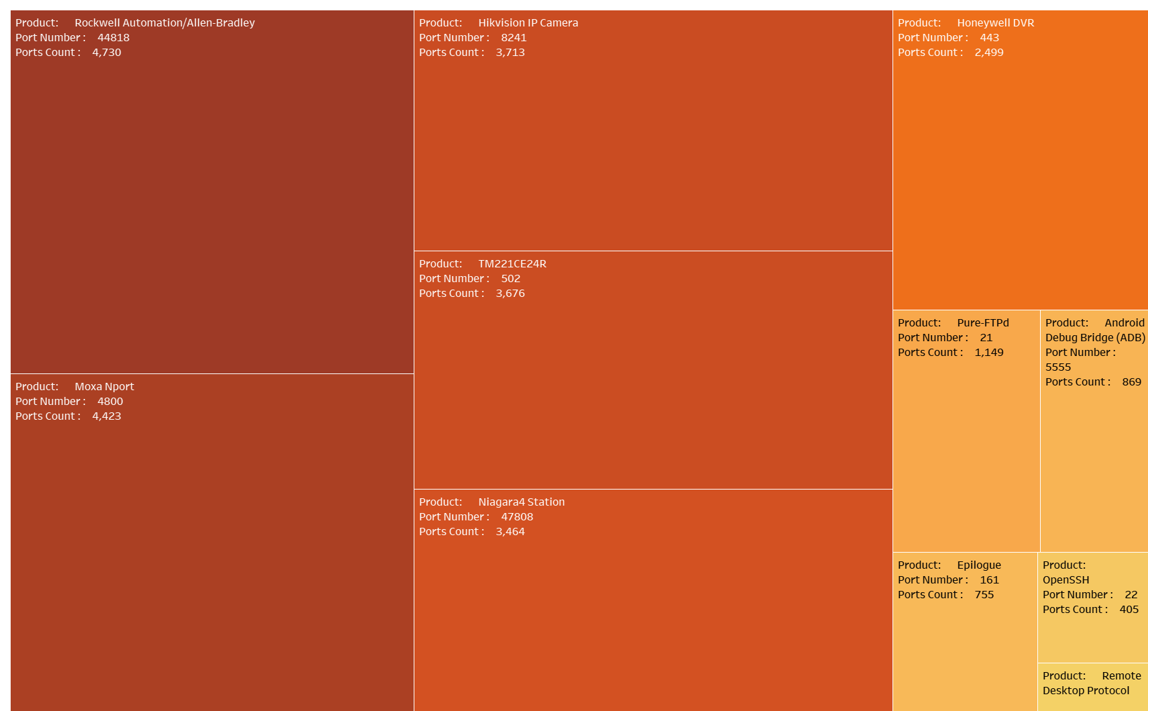 Product: Rockwell Automation/Allen-Bradley
Port Number : 44818
Ports Count : 4,730
Product: Moxa Nport
Port Number : 4800
Ports Count : 4,423
Product: Hikvision IP Camera
Port Number : 8241
Ports Count : 3,713
Product: TM221CE24R
Port Number : 502
Ports Count : 3,676
Product: Niagara4 Station
Port Number : 47808
Ports Count : 3,464
Product: Honeywell DVR
Port Number : 443
Ports Count : 2,499
Product: Pure-FTPd
Port Number : 21
Ports Count : 1,149
Product: Android
Debug Bridge (ADB)
Port Number :
5555
Ports Count : 869
Product: Epilogue
Port Number : 161
Ports Count : 755
Product:
OpenSSH
Port Number : 22
Ports Count : 405
Product: Remote
Desktop Protocol